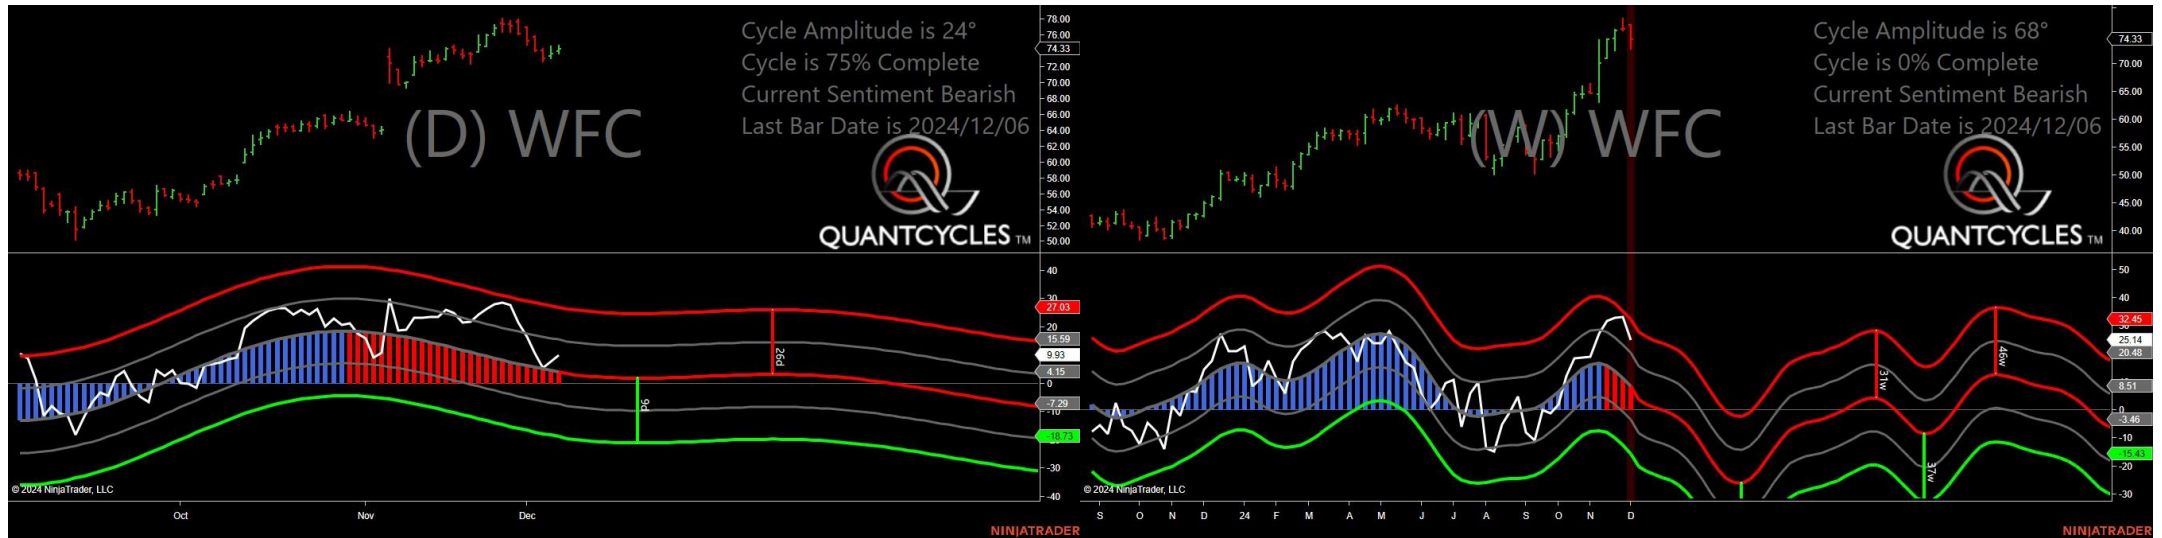 Cycle Amplitude is 24°
Cycle is 75% Complete
Current Sentiment Bearish
Last Bar Date is 2024/12/06
(D) WFC
QUANTCYCLES TM
78.00
76.00
74.33
72.00
70.00
68.00
66.00
64.00
62.00
60.00
58.00
56.00
54.00
52.00
50.00
40
30
27.03
20
15.59
9.93
4.15
0
-7.29
-10
-18.73
-30
-40
26d
9d
© 2024 NinjaTrader, LLC
Oct Nov Dec
NINJATRADER
Cycle Amplitude is 68°
Cycle is 0% Complete
Current Sentiment Bearish
Last Bar Date is 2024/12/06
(W) WFC
QUANTCYCLES TM
74.33
70.00
65.00
60.00
55.00
50.00
45.00
40.00
50
40
32.45
25.14
20.48
8.51
0
-3.46
-10
-15.43
-20
-30
31w
46w
37w
© 2024 NinjaTrader, LLC
S O N D 24 F M A M J J A S O N D
NINJATRADER